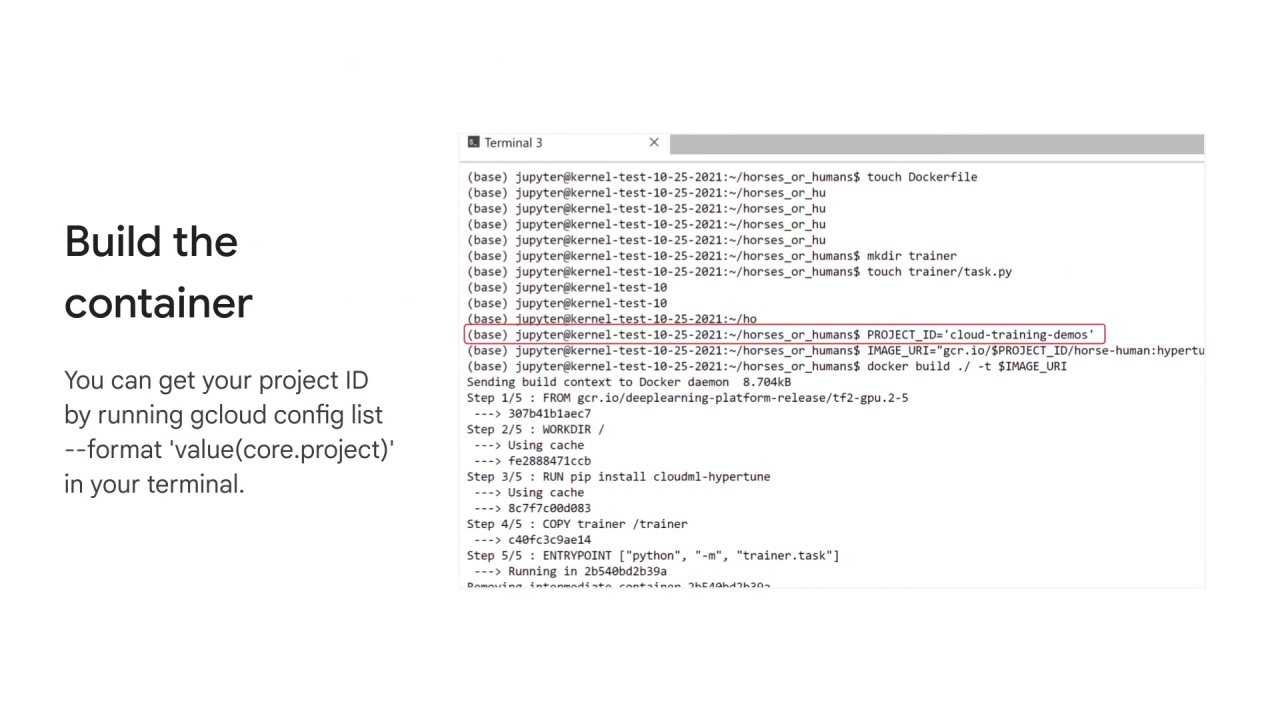 Build the
container
You can get your project ID
by running gcloud config list
--format 'value(core.project)'
in your terminal.
Terminal 3
(base) jupyter@kernel-test-10-25-2021:~/horses_or_humans$ touch Dockerfile
(base) jupyter@kernel-test-10-25-2021:~/horses_or_hu
(base) jupyter@kernel-test-10-25-2021:~/horses_or_hu
(base) jupyter@kernel-test-10-25-2021:~/horses_or_hu
(base) jupyter@kernel-test-10-25-2021:~/horses_or_hu
(base) jupyter@kernel-test-10-25-2021:~/horses_or_humans$ mkdir trainer
(base) jupyter@kernel-test-10-25-2021:~/horses_or_humans$ touch trainer/task.py
(base) jupyter@kernel-test-10
(base) jupyter@kernel-test-10
(base) jupyter@kernel-test-10-25-2021:~/ho
(base) jupyter@kernel-test-10-25-2021:~/horses_or_humans$ PROJECT_ID='cloud-training-demos'
(base) jupyter@kernel-test-10-25-2021:~/horses_or_humans$ IMAGE_URI="gcr.io/$PROJECT_ID/horse-human:hypertu
(base) jupyter@kernel-test-10-25-2021:~/horses_or_humans$ docker build ./ -t $IMAGE_URI
Sending build context to Docker daemon  8.704kB
Step 1/5 : FROM gcr.io/deeplearning-platform-release/tf2-gpu.2-5
 ---> 307b41b1aec7
Step 2/5 : WORKDIR /
 ---> Using cache
 ---> fe2888471ccb
Step 3/5 : RUN pip install cloudml-hypertune
 ---> Using cache
 ---> 8c7f7c00d083
Step 4/5 : COPY trainer /trainer
 ---> c40fc3c9ae14
Step 5/5 : ENTRYPOINT ["python", "-m", "trainer.task"]
 ---> Running in 2b540bd2b39a
Removing intermediate container 2b540bd2b39a